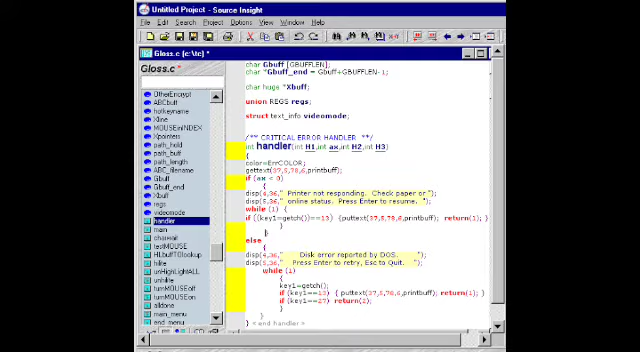 Untitled Project - Source Insight
File Edit Search Project Options View Window Help
Gloss.c (c:\tc) *
Gloss.c *
OtherEncrypt
ABCbuff
hotkeyname
Xline
MOUSEinINDEX
Xpointers
path_hold
path_buff
path_length
ABC_filename
Gbuff
Gbuff_end
Xbuff
regs
videomode
handler
main
charwait
testMOUSE
HLbuffTOlookup
hilite
unHighLightALL
unhilite
turnMOUSEoff
turnMOUSEon
alldone
main_menu
end_menu
char Gbuff [GBUFFLEN];
char *Gbuff_end = Gbuff+GBUFFLEN-1;
char huge *Xbuff;
union REGS regs;
struct text_info videomode;
/** CRITICAL ERROR HANDLER **/
int handler(int H1,int ax,int H2,int H3)
{
color=ErrCOLOR;
gettext(37,5,78,6,printbuff);
if (ax < 0)
{
disp(4,36," Printer not responding. Check paper or ");
disp(5,36," online status. Press Enter to resume. ");
while (1) {
if ((key1=getch())==13) {puttext(37,5,78,6,printbuff); return(1); }
}
}
else
disp(4,36," Disk error reported by DOS. ");
disp(5,36," Press Enter to retry, Esc to Quit. ");
while (1)
{
key1=getch();
if (key1==13) { puttext(37,5,78,6,printbuff); return(1); }
if (key1==27) return(2);
}
} < end handler >